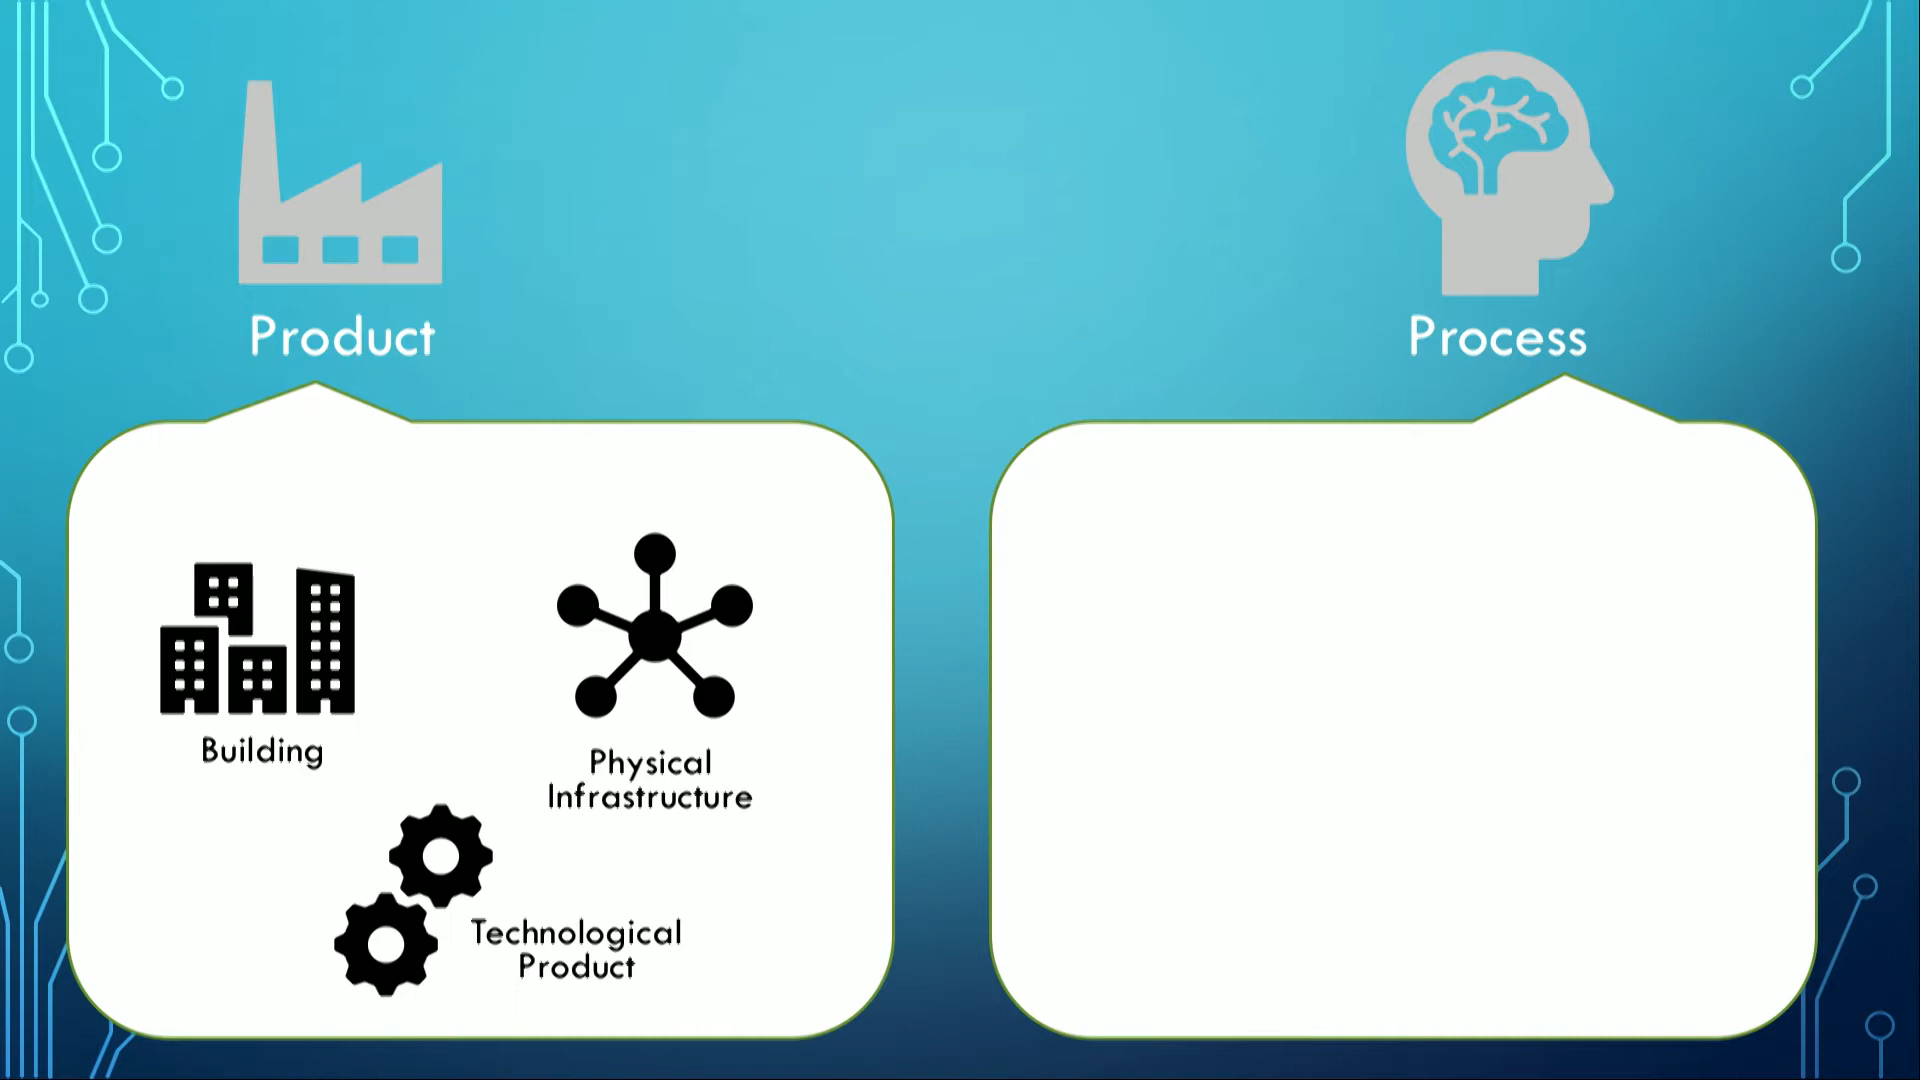 Product
Process
Building
Physical
Infrastructure
Technological
Product